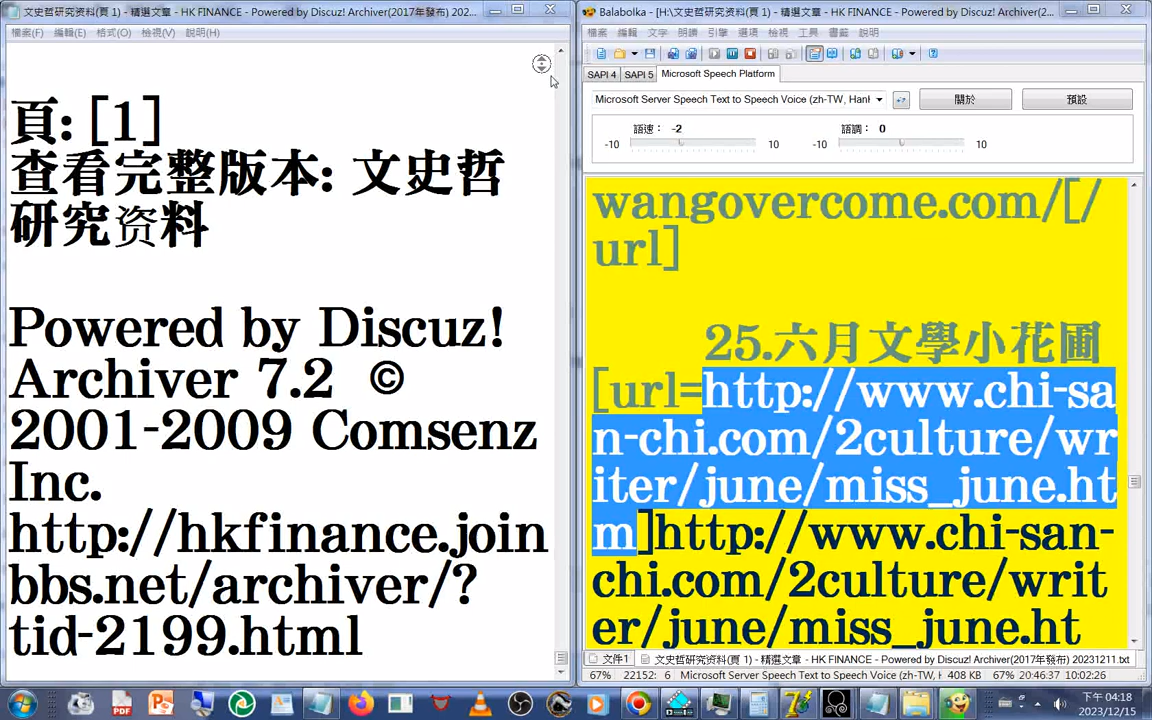 文史哲研究资料(頁 1) - 精選文章 - HK FINANCE - Powered by Discuz! Archiver(2017年發布) 202...
檔案(F) 編輯(E) 格式(O) 檢視(V) 說明(H)
頁: [1]
查看完整版本: 文史哲
研究资料
Powered by Discuz!
Archiver 7.2 ©
2001-2009 Comsenz
Inc.
http://hkfinance.join
bbs.net/archiver/?
tid-2199.html
Balabolka - [H:\文史哲研究资料(頁 1) - 精選文章 - HK FINANCE - Powered by Discuz! Archiver(2...
檔案 編輯 文字 朗讀 引擎 選項 檢視 工具 書籤 說明
SAPI 4 SAPI 5 Microsoft Speech Platform
Microsoft Server Speech Text to Speech Voice (zh-TW, Hanl 關於 預設
語速： -2 語調： 0
-10 10 -10 10
wangovercome.com/[/
url]
25.六月文學小花圃
[url=http://www.chi-sa
n-chi.com/2culture/wr
iter/june/miss_june.ht
m]http://www.chi-san-
chi.com/2culture/writ
er/june/miss_june.ht
文件1 文史哲研究资料(頁 1) - 精選文章 - HK FINANCE - Powered by Discuz! Archiver(2017年發布) 20231211.txt
67% 22152: 6 Microsoft Speech Platform: Microsoft Server Speech Text to Speech Voice (zh-TW, H 408 KB 67% 20:46:37 10:02:26
下午 04:18
2023/12/15